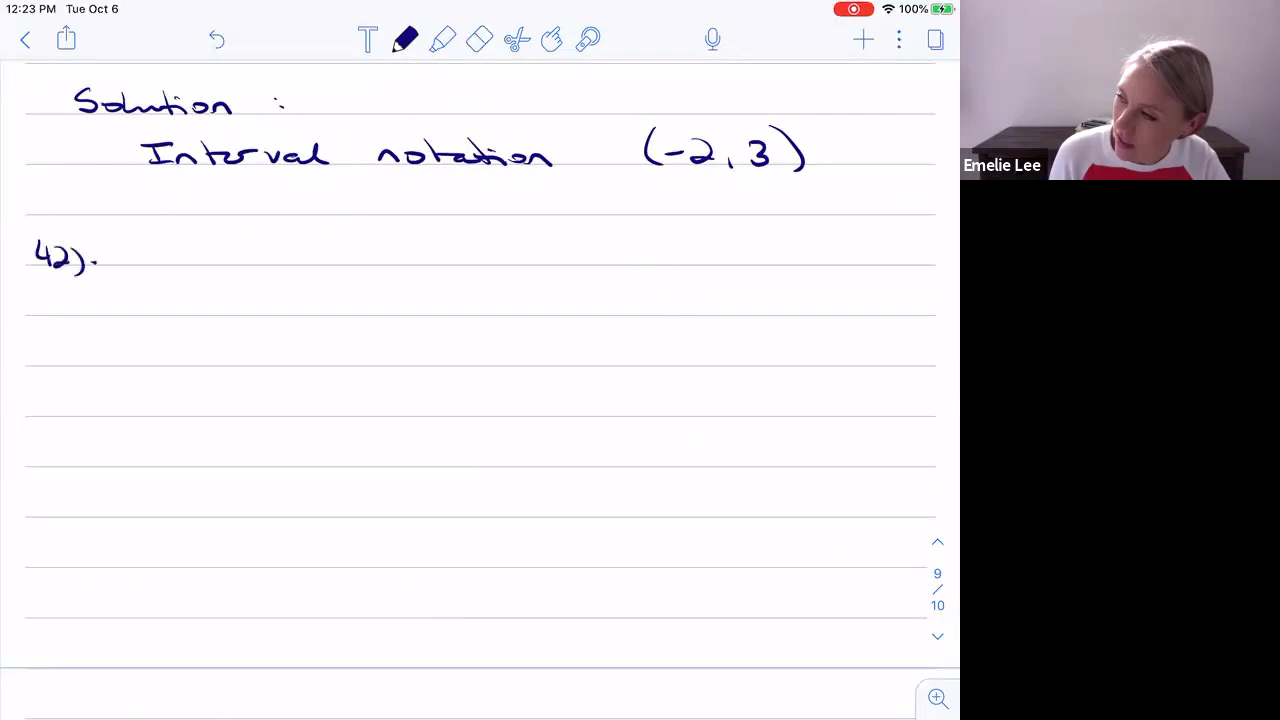 12:23 PM Tue Oct 6 100%
Solution :
Interval notation (-2, 3)
42).
Emelie Lee
9
/
10
T